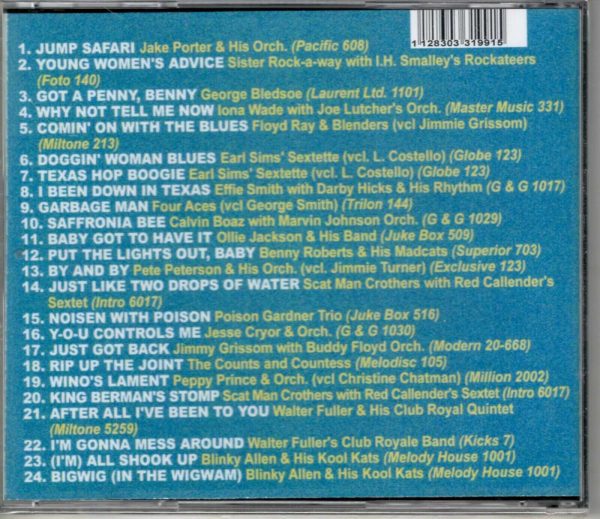 1 128303 319915
1. JUMP SAFARI Jake Porter & His Orch. (Pacific 608)
2. YOUNG WOMEN'S ADVICE Sister Rock-a-way with I.H. Smalley's Rockateers
(Foto 140)
3. GOT A PENNY, BENNY George Bledsoe (Laurent Ltd. 1101)
4. WHY NOT TELL ME NOW Iona Wade with Joe Lutcher's Orch. (Master Music 331)
5. COMIN' ON WITH THE BLUES Floyd Ray & Blenders (vcl Jimmie Grissom)
(Miltone 213)
6. DOGGIN' WOMAN BLUES Earl Sims' Sextette (vcl. L. Costello) (Globe 123)
7. TEXAS HOP BOOGIE Earl Sims' Sextette (vcl. L. Costello) (Globe 123)
8. I BEEN DOWN IN TEXAS Effie Smith with Darby Hicks & His Rhythm (G & G 1017)
9. GARBAGE MAN Four Aces (vcl George Smith) (Trilon 144)
10. SAFFRONIA BEE Calvin Boaz with Marvin Johnson Orch. (G & G 1029)
11. BABY GOT TO HAVE IT Ollie Jackson & His Band (Juke Box 509)
12. PUT THE LIGHTS OUT, BABY Benny Roberts & His Madcats (Superior 703)
13. BY AND BY Pete Peterson & His Orch. (vcl. Jimmie Turner) (Exclusive 123)
14. JUST LIKE TWO DROPS OF WATER Scat Man Crothers with Red Callender's
Sextet (Intro 6017)
15. NOISEN WITH POISON Poison Gardner Trio (Juke Box 516)
16. Y-O-U CONTROLS ME Jesse Cryor & Orch. (G & G 1030)
17. JUST GOT BACK Jimmy Grissom with Buddy Floyd Orch. (Modern 20-668)
18. RIP UP THE JOINT The Counts and Countess (Melodisc 105)
19. WINO'S LAMENT Peppy Prince & Orch. (vcl Christine Chatman) (Million 2002)
20. KING BERMAN'S STOMP Scat Man Crothers with Red Callender's Sextet (Intro 6017)
21. AFTER ALL I'VE BEEN TO YOU Walter Fuller & His Club Royal Quintet
(Miltone 5259)
22. I'M GONNA MESS AROUND Walter Fuller's Club Royale Band (Kicks 7)
23. (I'M) ALL SHOOK UP Blinky Allen & His Kool Kats (Melody House 1001)
24. BIGWIG (IN THE WIGWAM) Blinky Allen & His Kool Kats (Melody House 1001)